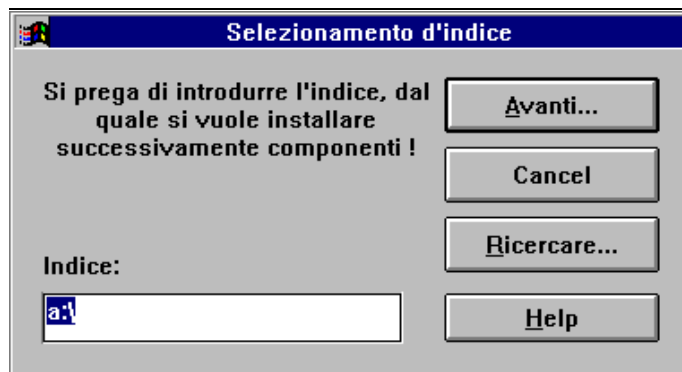 Selezionamento d'indice
Si prega di introdurre l'indice, dal
quale si vuole installare
successivamente componenti !
Avanti...
Cancel
Ricercare...
Indice:
a:\
Help